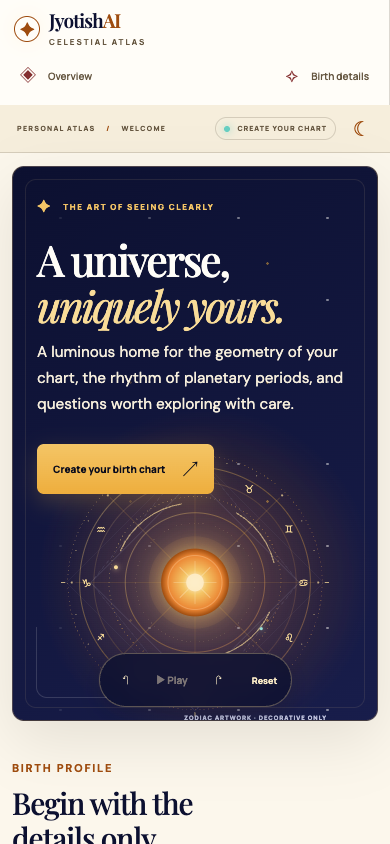 JyotishAI
CELESTIAL ATLAS
Overview
Birth details
PERSONAL ATLAS / WELCOME
CREATE YOUR CHART
THE ART OF SEEING CLEARLY
A universe,
uniquely yours.
A luminous home for the geometry of your
chart, the rhythm of planetary periods, and
questions worth exploring with care.
Create your birth chart
♉
♒ ♊
♑ ♋
♐ ♌
Play
Reset
ZODIAC ARTWORK · DECORATIVE ONLY
BIRTH PROFILE
Begin with the
details only